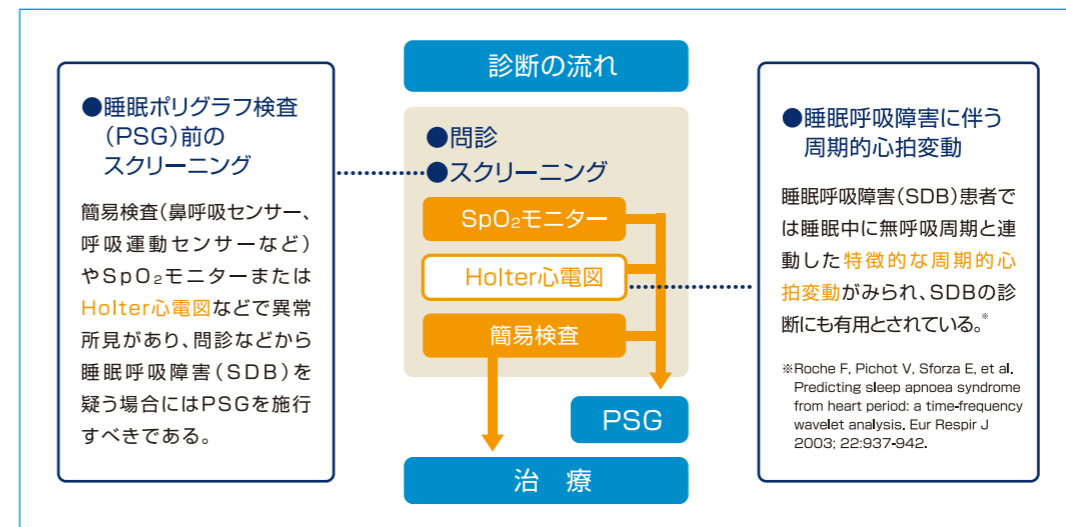 診断の流れ
●睡眠ポリグラフ検査
(PSG)前の
スクリーニング
簡易検査(鼻呼吸センサー、
呼吸運動センサーなど)
やSpO₂モニターまたは
Holter心電図などで異常
所見があり、問診などから
睡眠呼吸障害(SDB)を
疑う場合にはPSGを施行
すべきである。
●問診
●スクリーニング
SpO₂モニター
Holter心電図
簡易検査
PSG
治 療
●睡眠呼吸障害に伴う
周期的心拍変動
睡眠呼吸障害(SDB)患者で
は睡眠中に無呼吸周期と連
動した特徴的な周期的心
拍変動がみられ、SDBの診
断にも有用とされている。※
※Roche F, Pichot V, Sforza E, et al.
Predicting sleep apnoea syndrome
from heart period: a time-frequency
wavelet analysis. Eur Respir J
2003; 22:937-942.